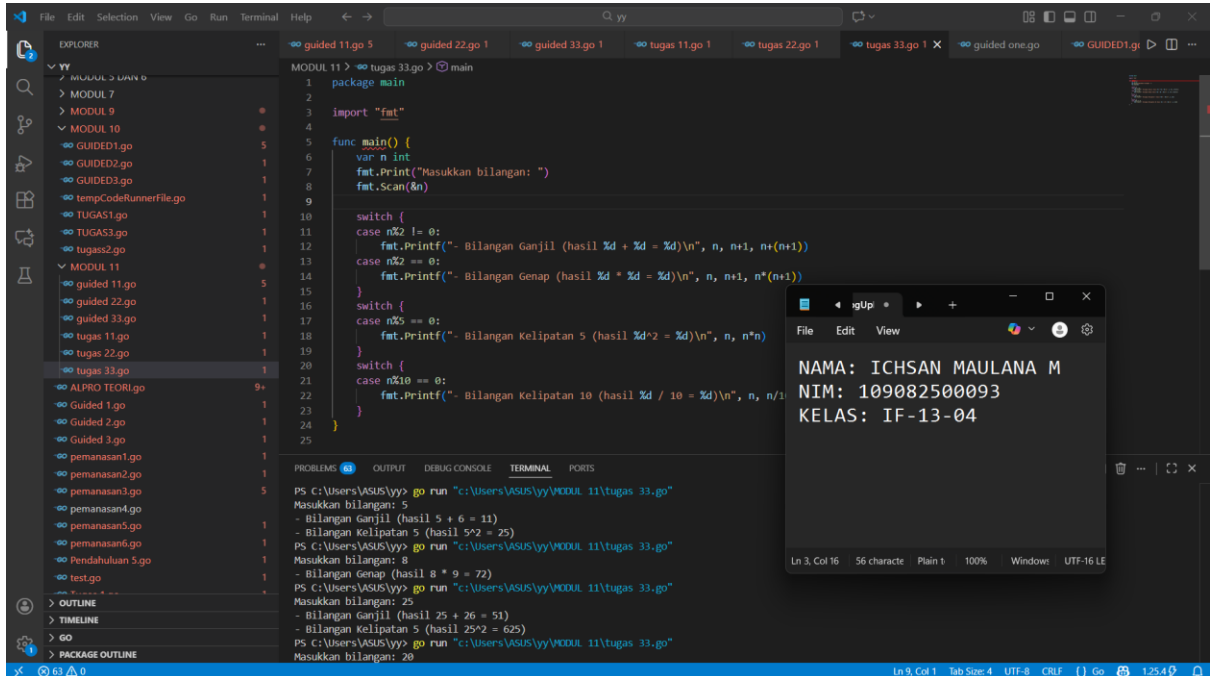 File Edit Selection View Go Run Terminal Help
yy
EXPLORER
guided 11.go 5 guided 22.go 1 guided 33.go 1 tugas 11.go 1 tugas 22.go 1 tugas 33.go 1 guided one.go GUIDED1.go
YY
MODUL 5 DAN 6
MODUL 7
MODUL 9
MODUL 10
GUIDED1.go 5
GUIDED2.go 1
GUIDED3.go 1
tempCodeRunnerFile.go 1
TUGAS1.go 1
TUGAS3.go 1
tugass2.go 1
MODUL 11
guided 11.go 5
guided 22.go 1
guided 33.go 1
tugas 11.go 1
tugas 22.go 1
tugas 33.go 1
ALPRO TEORI.go 9+
Guided 1.go 1
Guided 2.go 1
Guided 3.go 1
pemanasan1.go 1
pemanasan2.go 1
pemanasan3.go 5
pemanasan4.go
pemanasan5.go 1
pemanasan6.go 1
Pendahuluan 5.go 1
test.go 1
OUTLINE
TIMELINE
GO
PACKAGE OUTLINE
MODUL 11 > tugas 33.go > main
1 package main
2
3 import "fmt"
4
5 func main() {
6 var n int
7 fmt.Print("Masukkan bilangan: ")
8 fmt.Scan(&n)
9
10 switch {
11 case n%2 != 0:
12 fmt.Printf("- Bilangan Ganjil (hasil %d + %d = %d)\n", n, n+1, n+(n+1))
13 case n%2 == 0:
14 fmt.Printf("- Bilangan Genap (hasil %d * %d = %d)\n", n, n+1, n*(n+1))
15 }
16 switch {
17 case n%5 == 0:
18 fmt.Printf("- Bilangan Kelipatan 5 (hasil %d^2 = %d)\n", n, n*n)
19 }
20 switch {
21 case n%10 == 0:
22 fmt.Printf("- Bilangan Kelipatan 10 (hasil %d / 10 = %d)\n", n, n/1
23 }
24 }
25
File Edit View
NAMA: ICHSAN MAULANA M
NIM: 109082500093
KELAS: IF-13-04
Ln 3, Col 16 56 characte Plain t 100% Windows UTF-16 LE
PROBLEMS 63 OUTPUT DEBUG CONSOLE TERMINAL PORTS
PS C:\Users\ASUS\yy> go run "c:\Users\ASUS\yy\MODUL 11\tugas 33.go"
Masukkan bilangan: 5
- Bilangan Ganjil (hasil 5 + 6 = 11)
- Bilangan Kelipatan 5 (hasil 5^2 = 25)
PS C:\Users\ASUS\yy> go run "c:\Users\ASUS\yy\MODUL 11\tugas 33.go"
Masukkan bilangan: 8
- Bilangan Genap (hasil 8 * 9 = 72)
PS C:\Users\ASUS\yy> go run "c:\Users\ASUS\yy\MODUL 11\tugas 33.go"
Masukkan bilangan: 25
- Bilangan Ganjil (hasil 25 + 26 = 51)
- Bilangan Kelipatan 5 (hasil 25^2 = 625)
PS C:\Users\ASUS\yy> go run "c:\Users\ASUS\yy\MODUL 11\tugas 33.go"
Masukkan bilangan: 20
63 0 Ln 9, Col 1 Tab Size: 4 UTF-8 CRLF { } Go 1.25.4